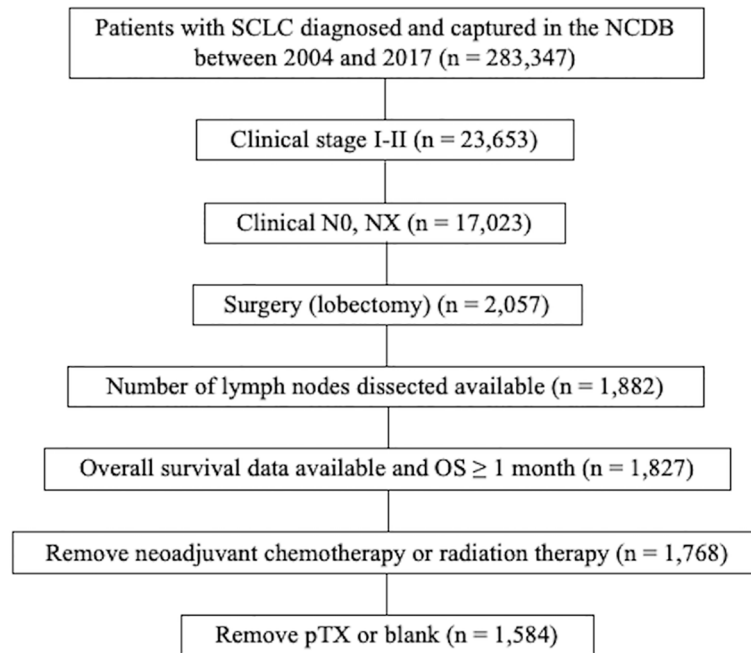 Patients with SCLC diagnosed and captured in the NCDB
between 2004 and 2017 (n = 283,347)
Clinical stage I-II (n = 23,653)
Clinical N0, NX (n = 17,023)
Surgery (lobectomy) (n = 2,057)
Number of lymph nodes dissected available (n = 1,882)
Overall survival data available and OS ≥ 1 month (n = 1,827)
Remove neoadjuvant chemotherapy or radiation therapy (n = 1,768)
Remove pTX or blank (n = 1,584)